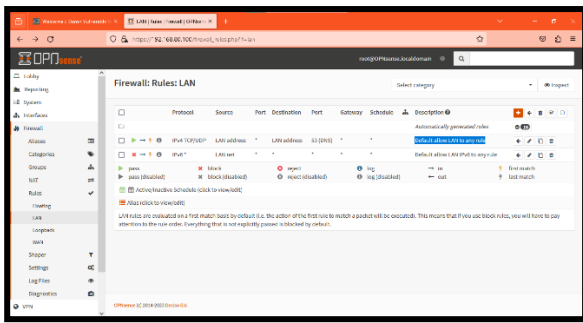 Welcome :: Damn Vulnerable
LAN | Rules | Firewall | OPNsen
https://192.168.80.100/firewall_rules.php?if=lan
OPNsense
root@OPNsense.localdomain
Lobby
Reporting
System
Interfaces
Firewall
Aliases
Categories
Groups
NAT
Rules
Floating
LAN
Loopback
WAN
Shaper
Settings
Log Files
Diagnostics
VPN
Firewall: Rules: LAN
Select category
Inspect
Protocol Source Port Destination Port Gateway Schedule Description
Automatically generated rules
IPv4 TCP/UDP LAN address * LAN address 53 (DNS) * * Default allow LAN to any rule
IPv6 * LAN net * * * * * Default allow LAN IPv6 to any rule
pass block reject log in first match
pass (disabled) block (disabled) reject (disabled) log (disabled) out last match
Active/Inactive Schedule (click to view/edit)
Alias (click to view/edit)
LAN rules are evaluated on a first-match basis by default (i.e. the action of the first rule to match a packet will be executed). This means that if you use block rules, you will have to pay
attention to the rule order. Everything that is not explicitly passed is blocked by default.
OPNsense (c) 2014-2022 Deciso B.V.